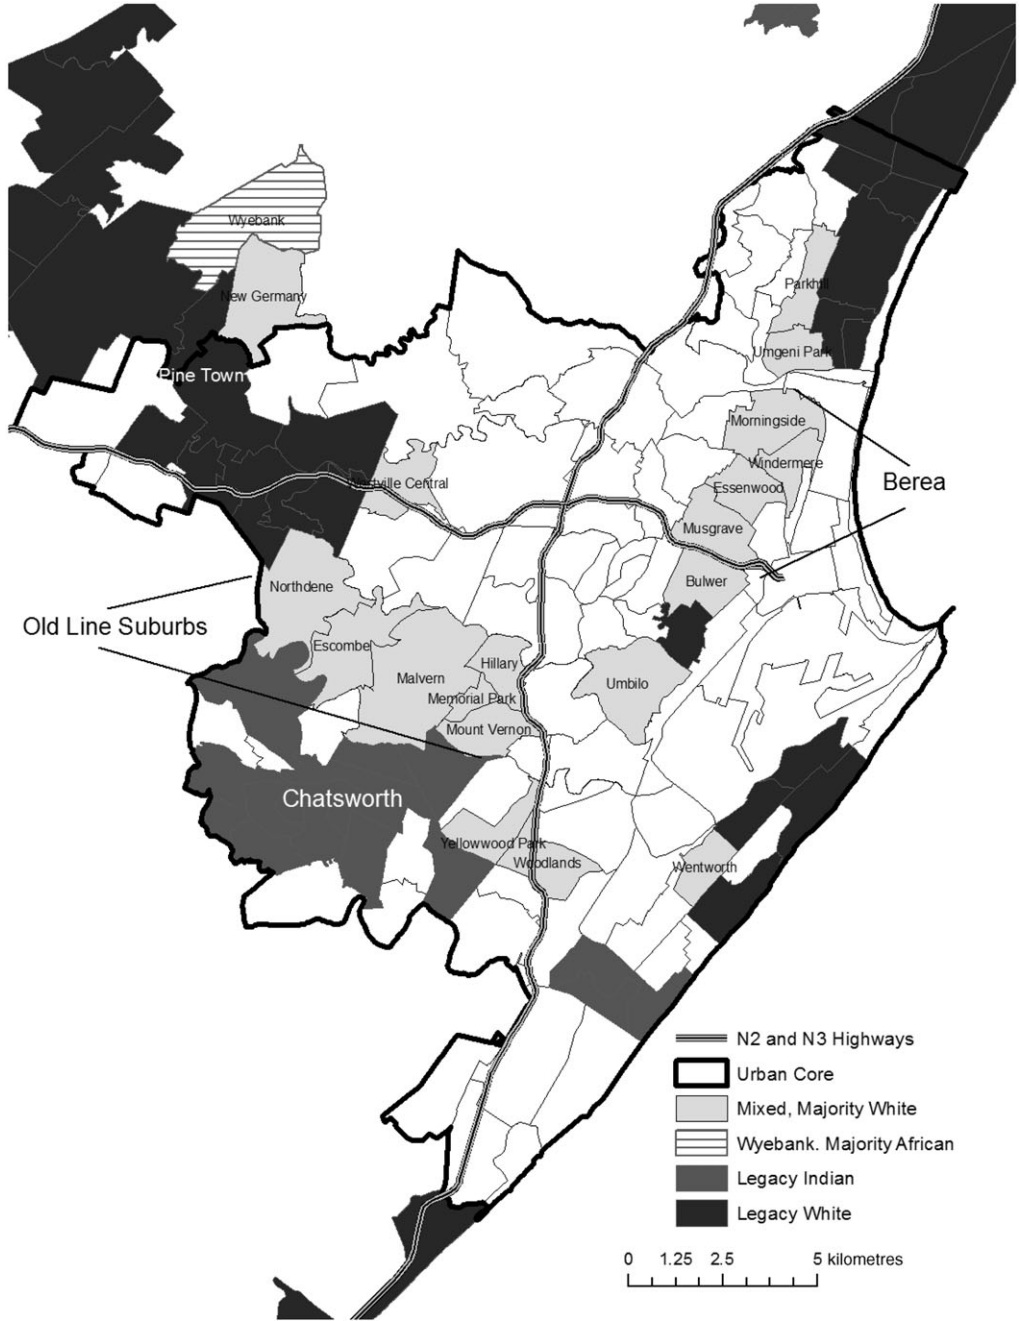 Wyebank
New Germany
Parkhill
Umgeni Park
Pine Town
Morningside
Windermere
Westville Central
Essenwood
Berea
Musgrave
Bulwer
Northdene
Old Line Suburbs
Escombe
Hillary
Malvern
Umbilo
Memorial Park
Mount Vernon
Chatsworth
Yellowwood Park
Woodlands
Wentworth
N2 and N3 Highways
Urban Core
Mixed, Majority White
Wyebank. Majority African
Legacy Indian
Legacy White
0 1.25 2.5 5 kilometres